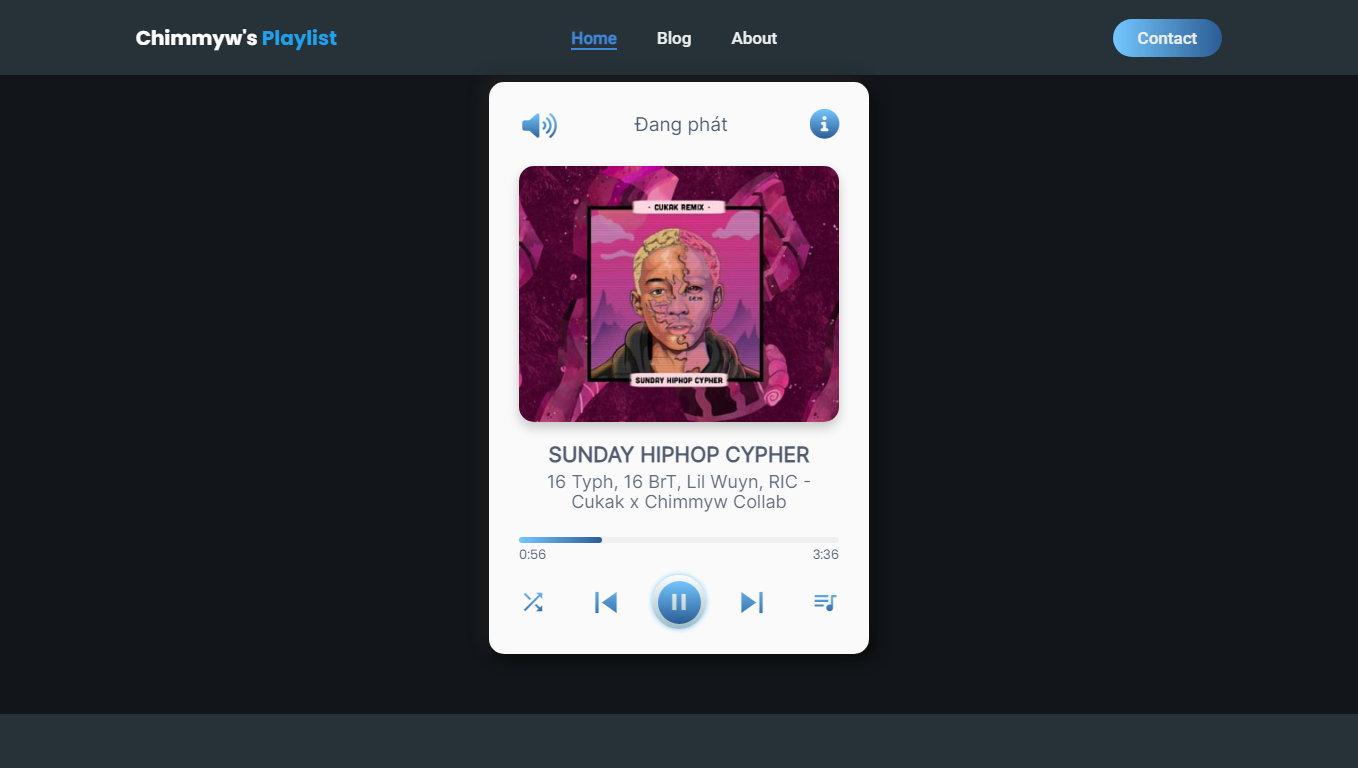 Chimmyw's Playlist
Home
Blog
About
Contact
Đang phát
- CUKAK REMIX -
SUNDAY HIPHOP CYPHER
SUNDAY HIPHOP CYPHER
16 Typh, 16 BrT, Lil Wuyn, RIC -
Cukak x Chimmyw Collab
0:56
3:36